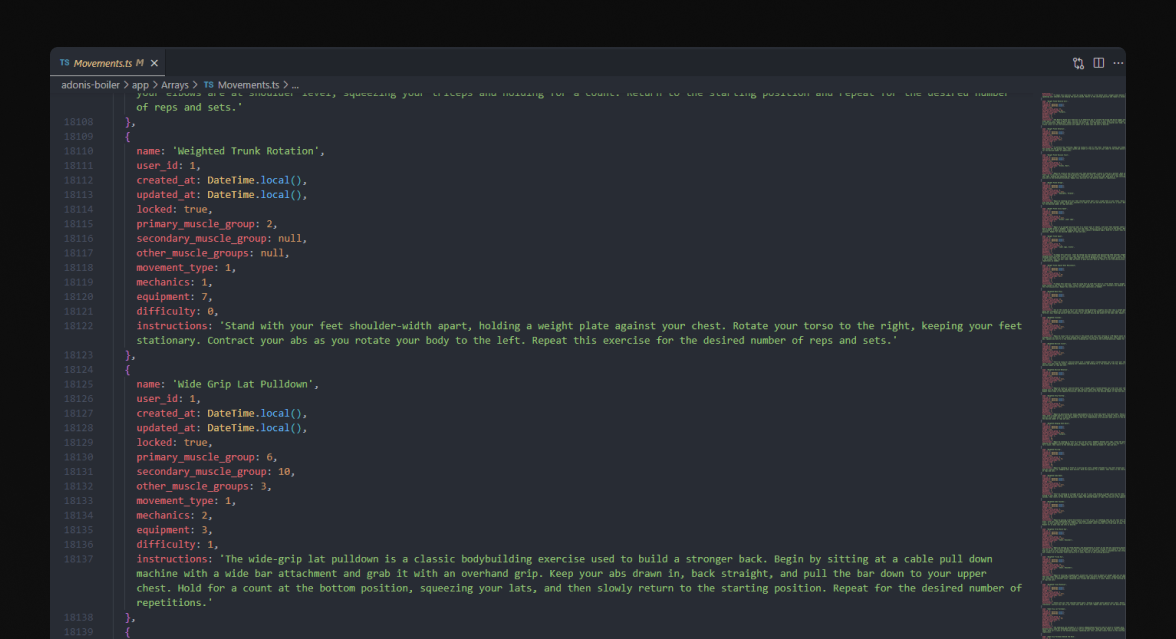 TS Movements.ts M ×
adonis-boiler > app > Arrays > TS Movements.ts > ...
your elbows are at shoulder level, squeezing your triceps and holding for a count. Return to the starting position and repeat for the desired number
of reps and sets.'
18108 },
18109 {
18110 name: 'Weighted Trunk Rotation',
18111 user_id: 1,
18112 created_at: DateTime.local(),
18113 updated_at: DateTime.local(),
18114 locked: true,
18115 primary_muscle_group: 2,
18116 secondary_muscle_group: null,
18117 other_muscle_groups: null,
18118 movement_type: 1,
18119 mechanics: 1,
18120 equipment: 7,
18121 difficulty: 0,
18122 instructions: 'Stand with your feet shoulder-width apart, holding a weight plate against your chest. Rotate your torso to the right, keeping your feet
stationary. Contract your abs as you rotate your body to the left. Repeat this exercise for the desired number of reps and sets.'
18123 },
18124 {
18125 name: 'Wide Grip Lat Pulldown',
18126 user_id: 1,
18127 created_at: DateTime.local(),
18128 updated_at: DateTime.local(),
18129 locked: true,
18130 primary_muscle_group: 6,
18131 secondary_muscle_group: 10,
18132 other_muscle_groups: 3,
18133 movement_type: 1,
18134 mechanics: 2,
18135 equipment: 3,
18136 difficulty: 1,
18137 instructions: 'The wide-grip lat pulldown is a classic bodybuilding exercise used to build a stronger back. Begin by sitting at a cable pull down
machine with a wide bar attachment and grab it with an overhand grip. Keep your abs drawn in, back straight, and pull the bar down to your upper
chest. Hold for a count at the bottom position, squeezing your lats, and then slowly return to the starting position. Repeat for the desired number of
repetitions.'
18138 },
18139 {